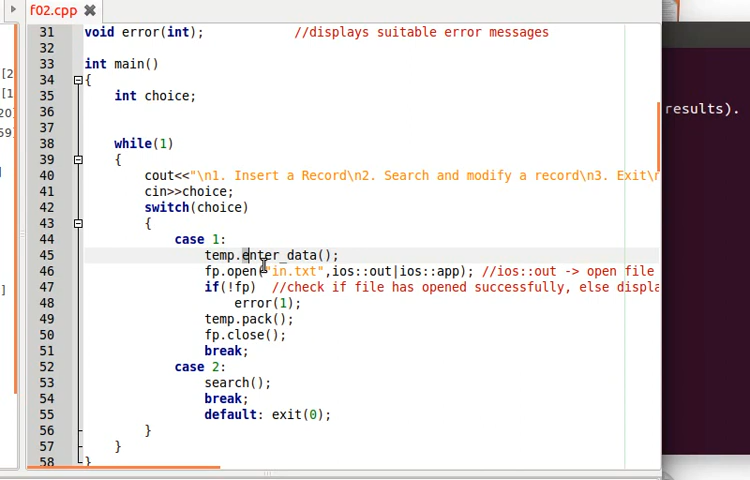 f02.cpp
31 void error(int); //displays suitable error messages
32
33 int main()
34 {
35 int choice;
36
37
38 while(1)
39 {
40 cout<<"\n1. Insert a Record\n2. Search and modify a record\n3. Exit\n
41 cin>>choice;
42 switch(choice)
43 {
44 case 1:
45 temp.enter_data();
46 fp.open("in.txt",ios::out|ios::app); //ios::out -> open file
47 if(!fp) //check if file has opened successfully, else displa
48 error(1);
49 temp.pack();
50 fp.close();
51 break;
52 case 2:
53 search();
54 break;
55 default: exit(0);
56 }
57 }
58 }
[2
[1
20)
59)
]
]
results).